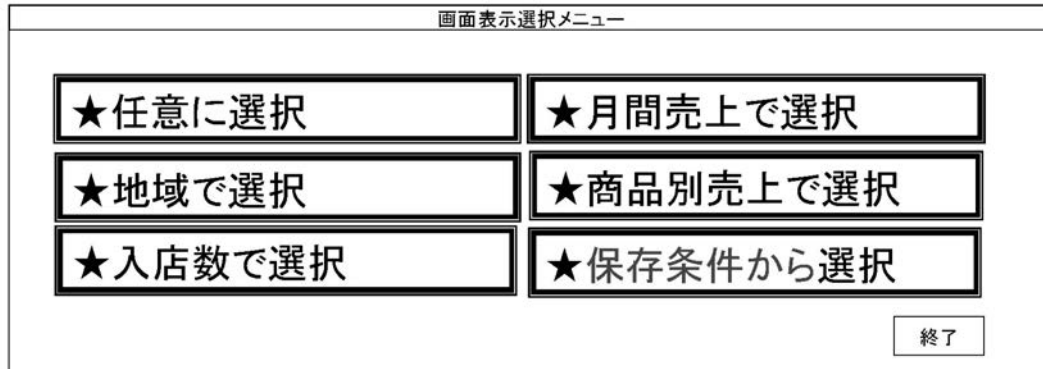 画面表示選択メニュー
★任意に選択
★月間売上で選択
★地域で選択
★商品別売上で選択
★入店数で選択
★保存条件から選択
終了